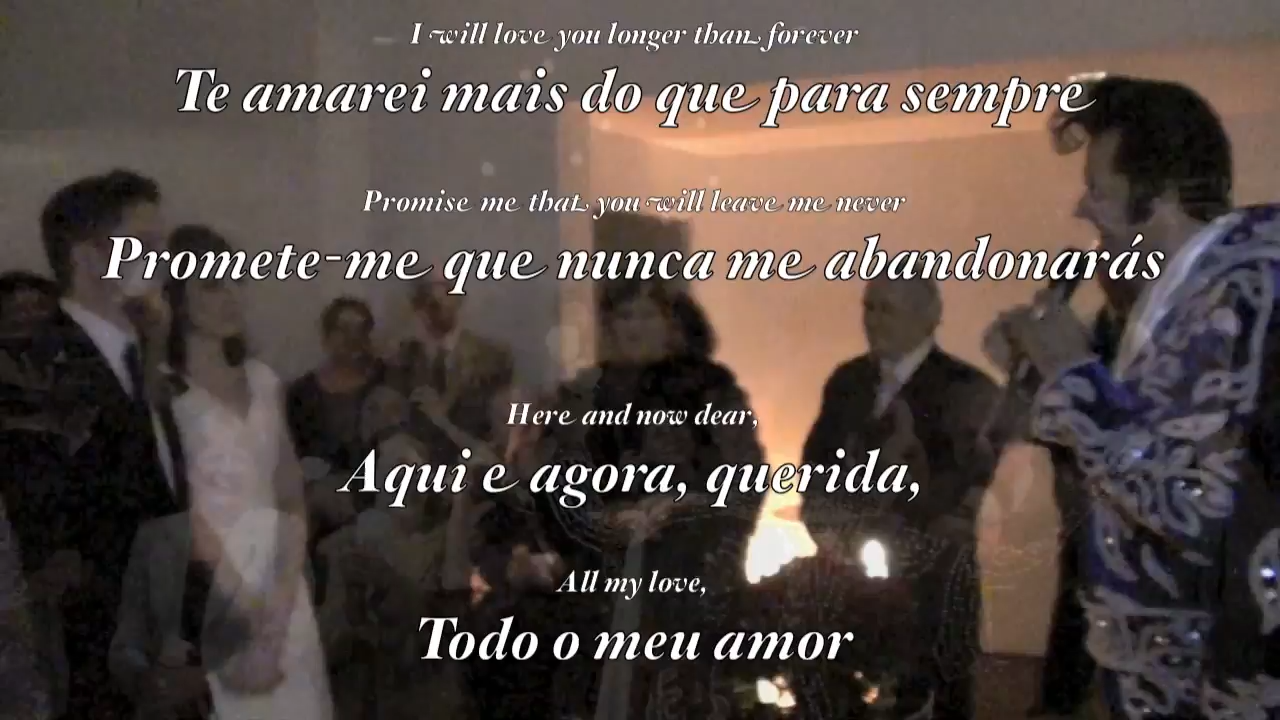 I will love you longer than forever
Te amarei mais do que para sempre
Promise me that you will leave me never
Promete-me que nunca me abandonarás
Here and now dear,
Aqui e agora, querida,
All my love,
Todo o meu amor